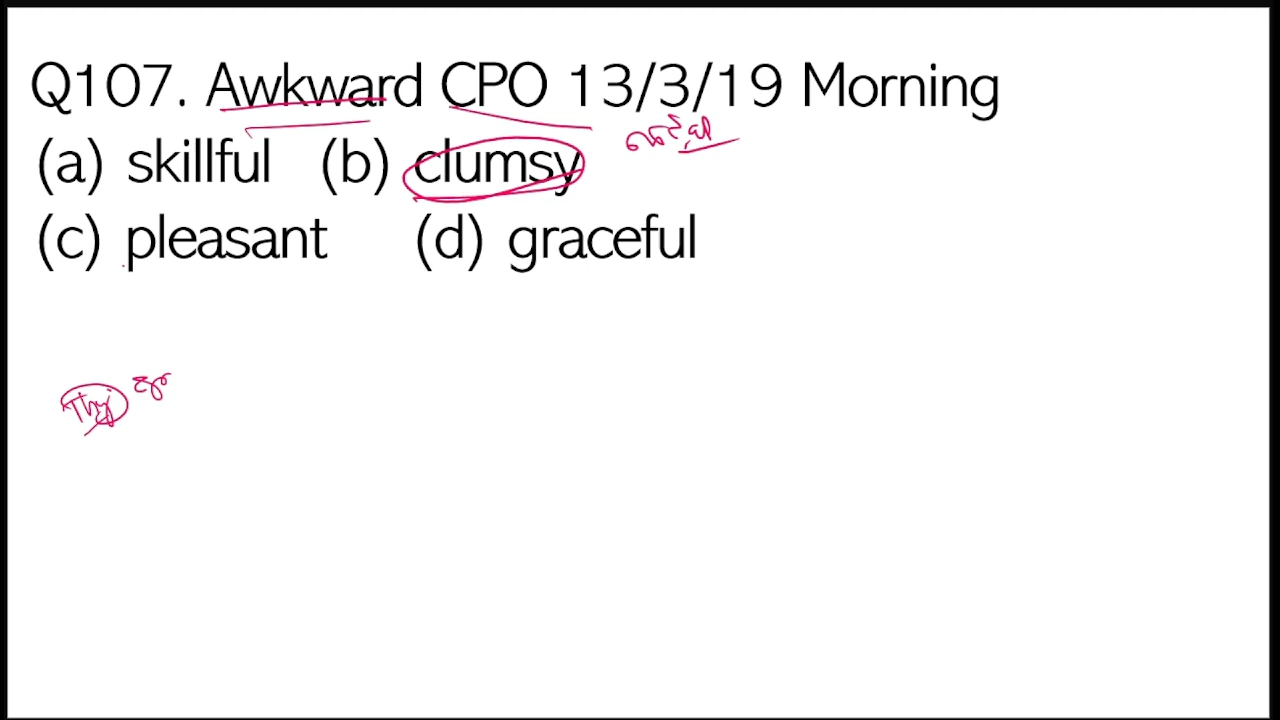 Q107. Awkward CPO 13/3/19 Morning
(a) skillful (b) clumsy
(c) pleasant (d) graceful